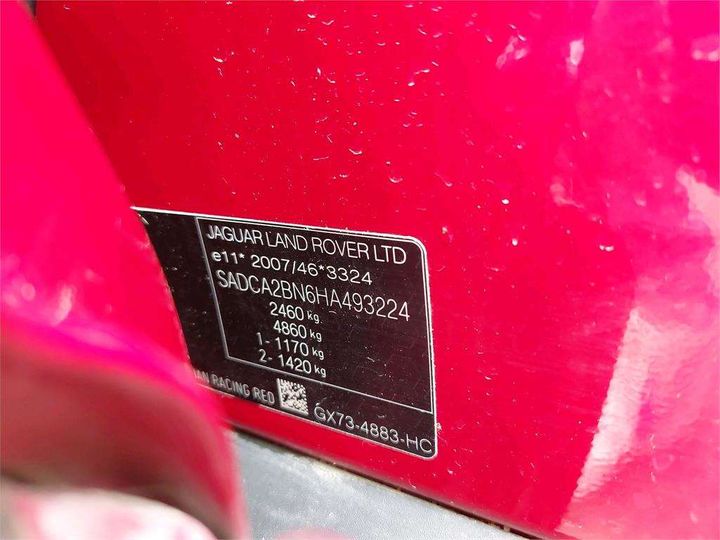 JAGUAR LAND ROVER LTD
e11* 2007/46*3324
SADCA2BN6HA493224
2460 kg
4860 kg
1- 1170 kg
2- 1420 kg
RACING RED
GX73-4883-HC